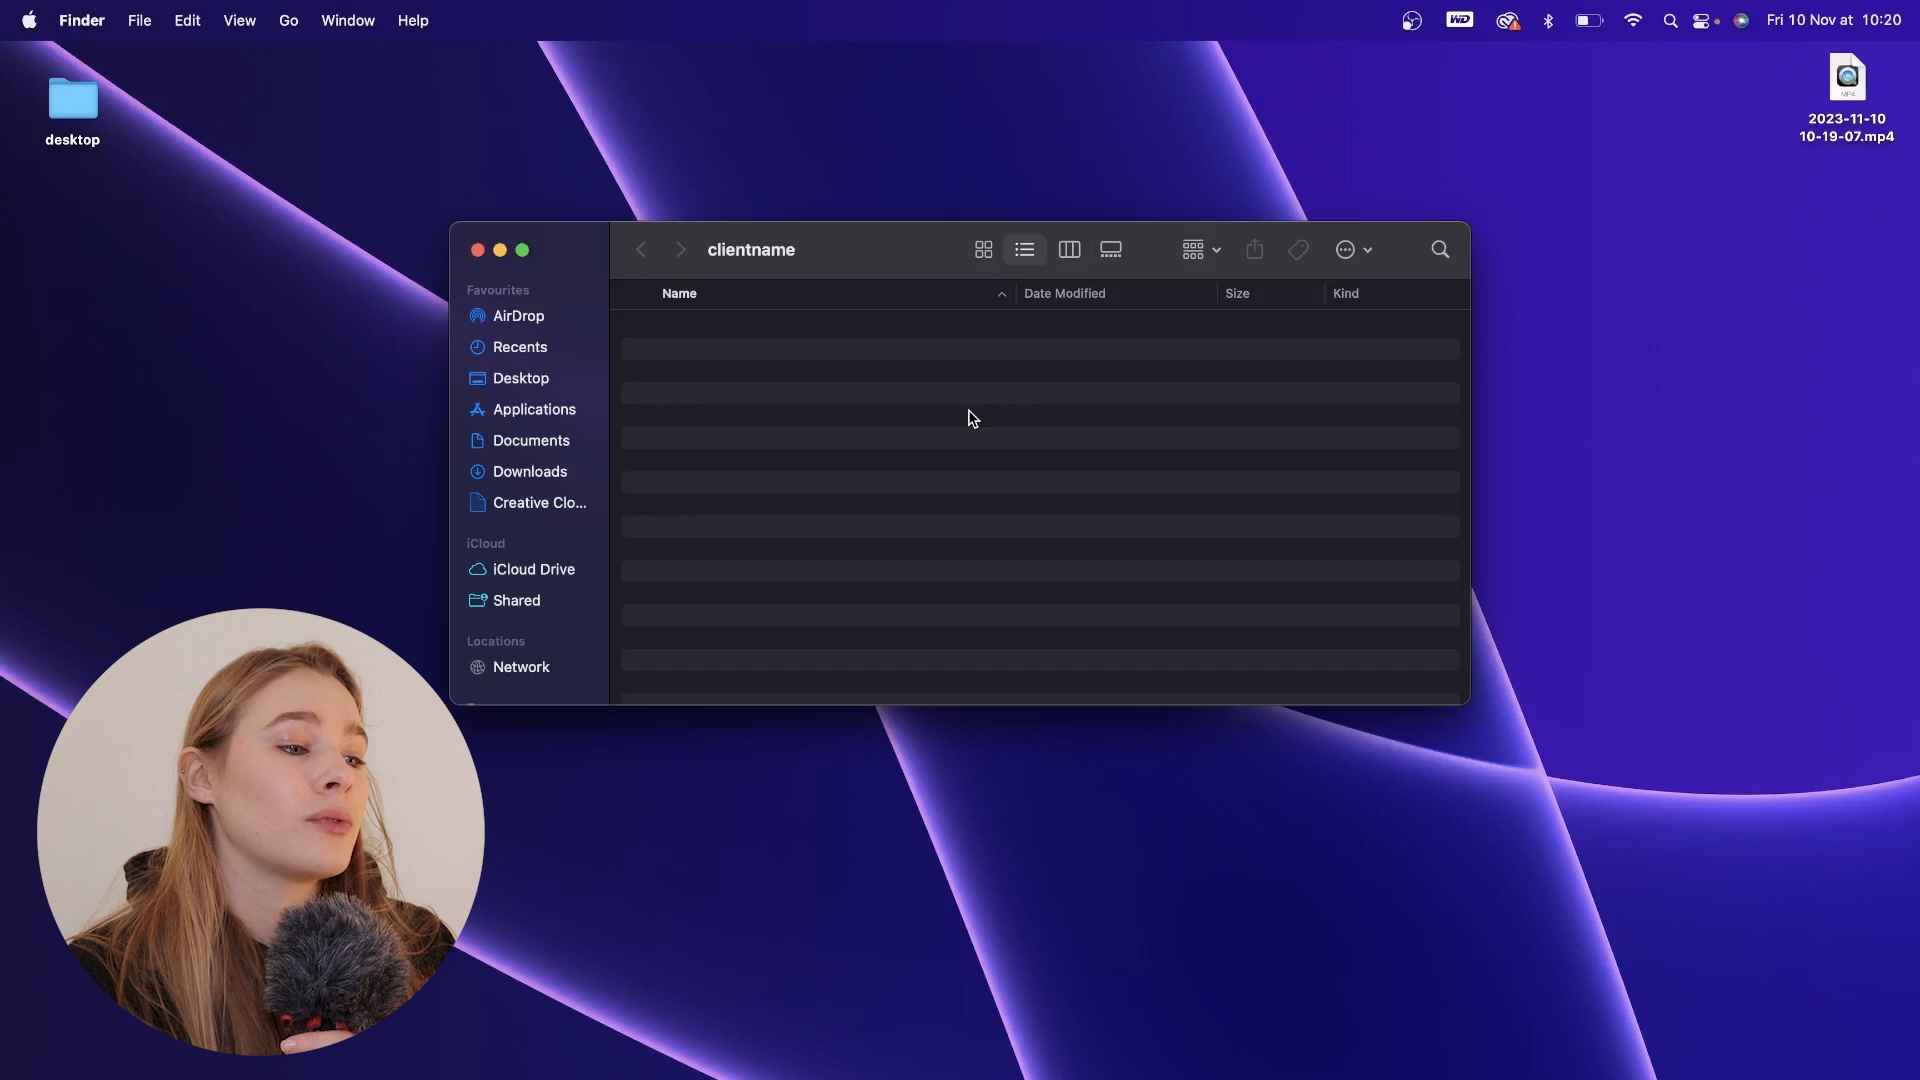 Finder File Edit View Go Window Help
WD
Fri 10 Nov at 10:20
desktop
MP4
2023-11-10
10-19-07.mp4
clientname
Name
Date Modified
Size
Kind
Favourites
AirDrop
Recents
Desktop
Applications
Documents
Downloads
Creative Clo...
iCloud
iCloud Drive
Shared
Locations
Network